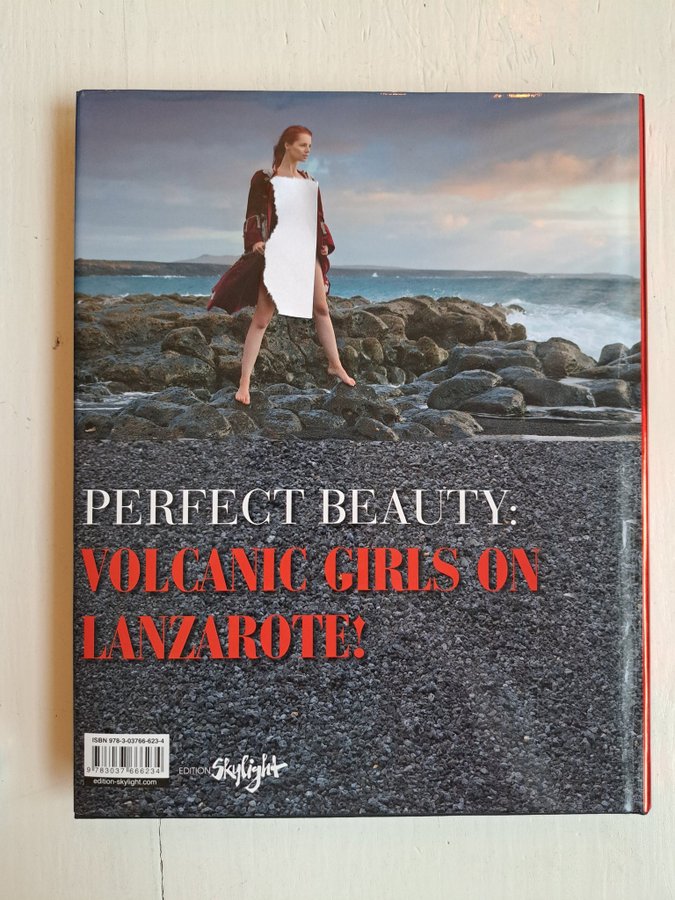 PERFECT BEAUTY:
VOLCANIC GIRLS ON
LANZAROTE!
ISBN 978-3-03766-623-4
9 783037 666234
edition-skylight.com
EDITION Skylight